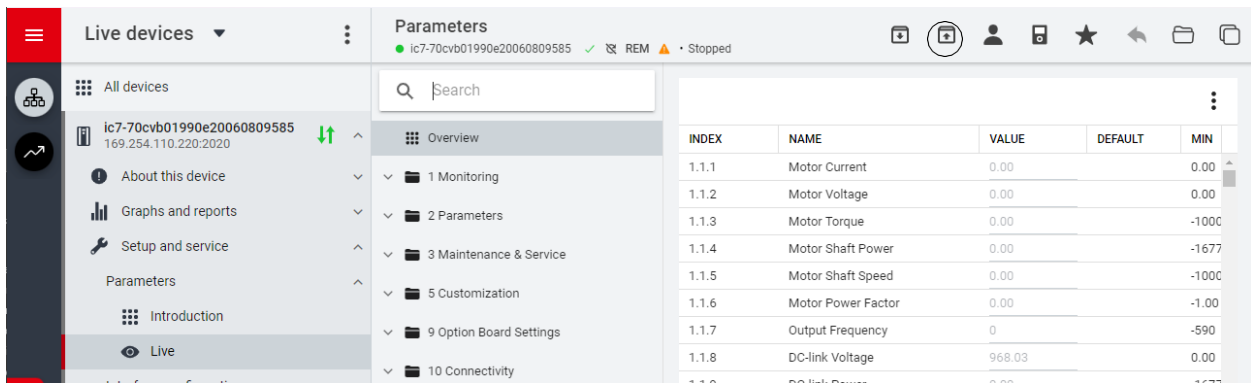 Live devices
Parameters
ic7-70cvb01990e20060809585 REM • Stopped
All devices
ic7-70cvb01990e20060809585
169.254.110.220:2020
About this device
Graphs and reports
Setup and service
Parameters
Introduction
Live
Search
Overview
1 Monitoring
2 Parameters
3 Maintenance & Service
5 Customization
9 Option Board Settings
10 Connectivity
INDEX NAME VALUE DEFAULT MIN
1.1.1 Motor Current 0.00 0.00
1.1.2 Motor Voltage 0.00 0.00
1.1.3 Motor Torque 0.00 -1000
1.1.4 Motor Shaft Power 0.00 -1677
1.1.5 Motor Shaft Speed 0.00 -1000
1.1.6 Motor Power Factor 0.00 -1.00
1.1.7 Output Frequency 0 -590
1.1.8 DC-link Voltage 968.03 0.00